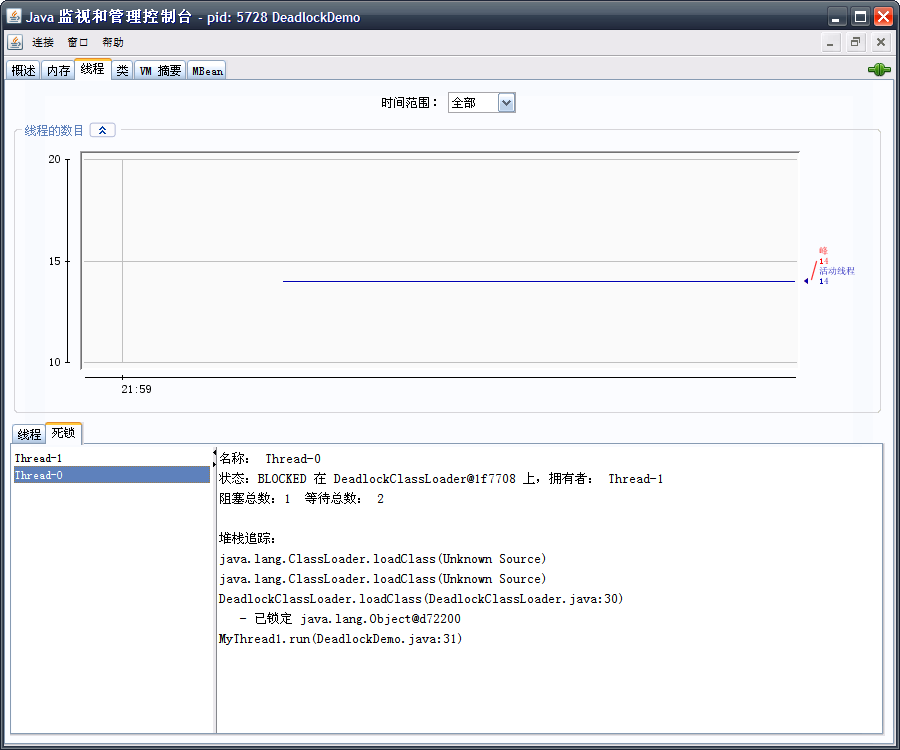 Java 监视和管理控制台 - pid: 5728 DeadlockDemo
连接 窗口 帮助
概述 内存 线程 类 VM 摘要 MBean
时间范围： 全部
线程的数目
20
15
10
21:59
峰
14
活动线程
14
线程 死锁
Thread-1
Thread-0
名称： Thread-0
状态：BLOCKED 在 DeadlockClassLoader@1f7708 上，拥有者： Thread-1
阻塞总数：1 等待总数： 2
堆栈追踪：
java.lang.ClassLoader.loadClass(Unknown Source)
java.lang.ClassLoader.loadClass(Unknown Source)
DeadlockClassLoader.loadClass(DeadlockClassLoader.java:30)
- 已锁定 java.lang.Object@d72200
MyThread1.run(DeadlockDemo.java:31)